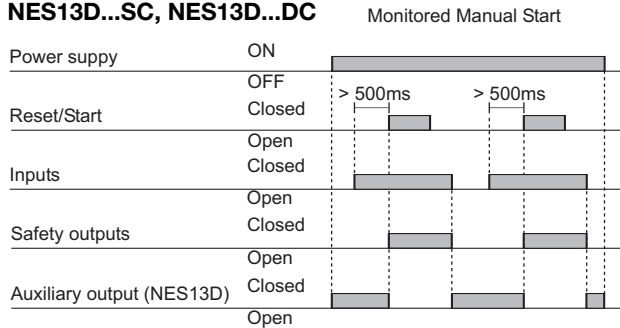 NES13D...SC, NES13D...DC
Monitored Manual Start
Power suppy
ON
OFF
> 500ms
> 500ms
Reset/Start
Closed
Open
Inputs
Closed
Open
Safety outputs
Closed
Open
Auxiliary output (NES13D)
Closed
Open